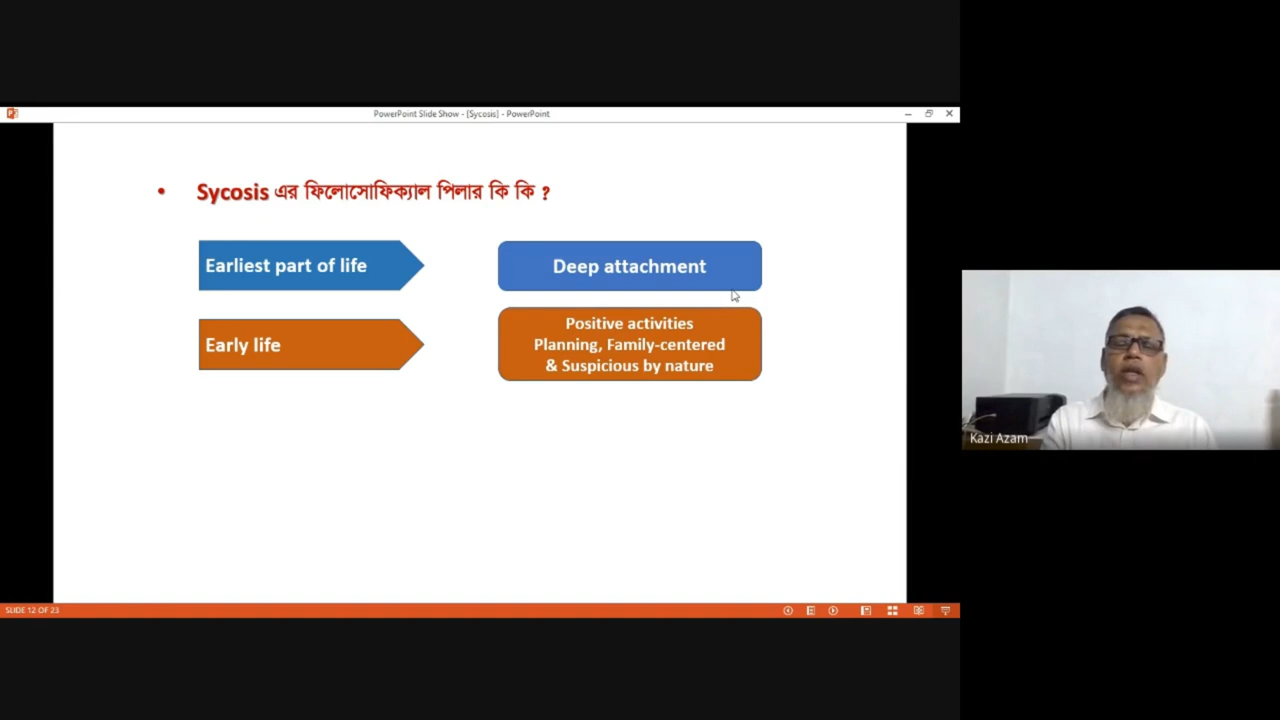 PowerPoint Slide Show - [Sycosis] - PowerPoint
• Sycosis এর ফিলোসোফিক্যাল পিলার কি কি ?
Earliest part of life
Deep attachment
Early life
Positive activities
Planning, Family-centered
& Suspicious by nature
Kazi Azam
SLIDE 12 OF 23